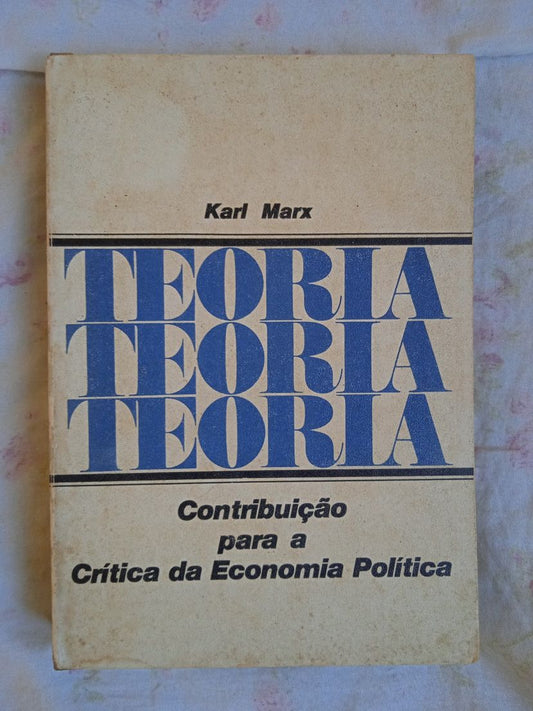 Karl Marx
TEORIA
TEORIA
TEORIA
Contribuição
para a
Crítica da Economia Política